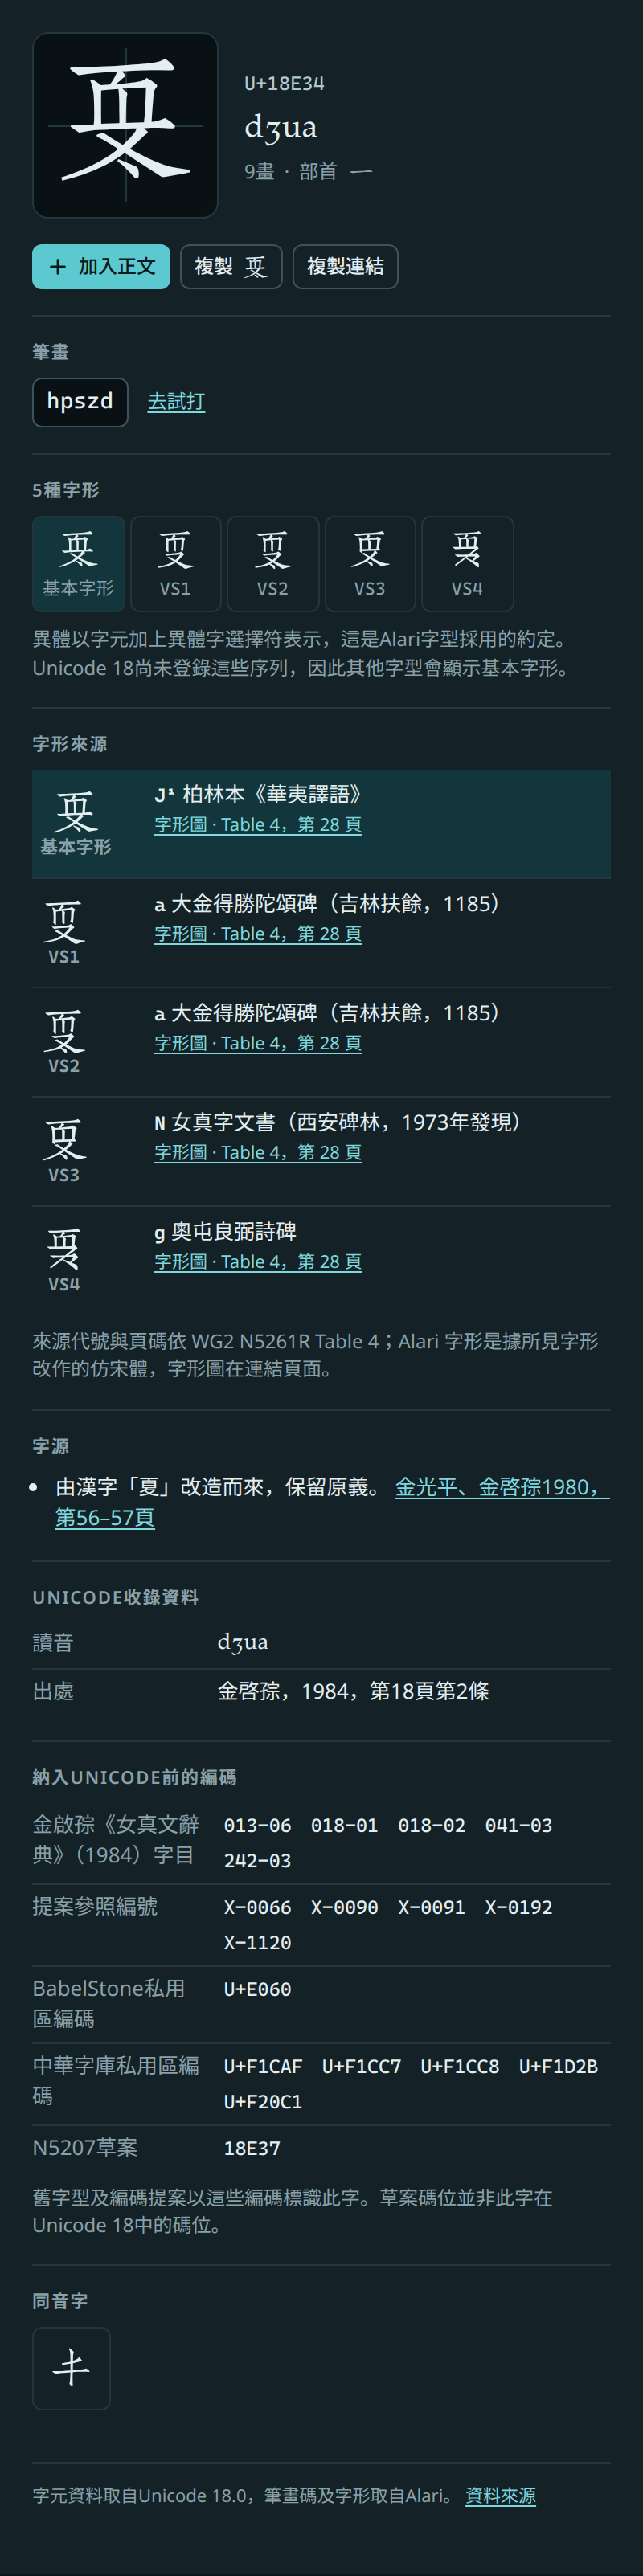 U+18E34
dʒua
9畫 · 部首 一
＋ 加入正文
複製
複製連結
筆畫
hpszd 去試打
5種字形
基本字形 VS1 VS2 VS3 VS4
異體以字元加上異體字選擇符表示，這是Alari字型採用的約定。
Unicode 18尚未登錄這些序列，因此其他字型會顯示基本字形。
字形來源
J¹ 柏林本《華夷譯語》
字形圖 · Table 4，第 28 頁
基本字形
a 大金得勝陀頌碑（吉林扶餘，1185）
字形圖 · Table 4，第 28 頁
VS1
a 大金得勝陀頌碑（吉林扶餘，1185）
字形圖 · Table 4，第 28 頁
VS2
N 女真字文書（西安碑林，1973年發現）
字形圖 · Table 4，第 28 頁
VS3
g 奧屯良弼詩碑
字形圖 · Table 4，第 28 頁
VS4
來源代號與頁碼依 WG2 N5261R Table 4；Alari 字形是據所見字形
改作的仿宋體，字形圖在連結頁面。
字源
• 由漢字「夏」改造而來，保留原義。 金光平、金啓孮1980，
第56–57頁
UNICODE收錄資料
讀音 dʒua
出處 金啓孮，1984，第18頁第2條
納入UNICODE前的編碼
金啟孮《女真文辭 013-06 018-01 018-02 041-03
典》（1984）字目 242-03
提案參照編號 X-0066 X-0090 X-0091 X-0192
X-1120
BabelStone私用 U+E060
區編碼
中華字庫私用區編 U+F1CAF U+F1CC7 U+F1CC8 U+F1D2B
碼 U+F20C1
N5207草案 18E37
舊字型及編碼提案以這些編碼標識此字。草案碼位並非此字在
Unicode 18中的碼位。
同音字
字元資料取自Unicode 18.0，筆畫碼及字形取自Alari。 資料來源